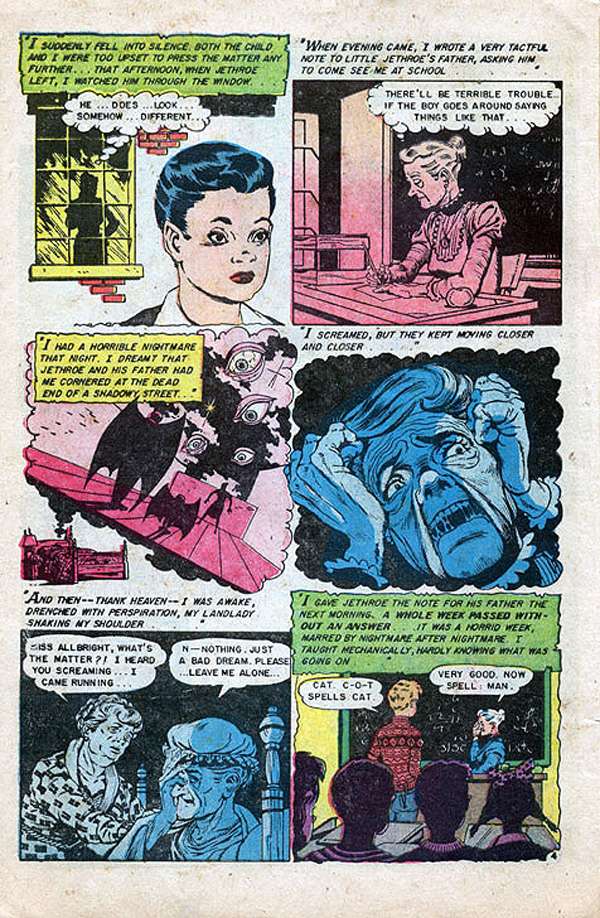 "I SUDDENLY FELL INTO SILENCE. BOTH THE CHILD
AND I WERE TOO UPSET TO PRESS THE MATTER ANY
FURTHER... THAT AFTERNOON, WHEN JETHROE
LEFT, I WATCHED HIM THROUGH THE WINDOW.
HE...DOES...LOOK...
SOMEHOW...DIFFERENT...
"WHEN EVENING CAME, I WROTE A VERY TACTFUL
NOTE TO LITTLE JETHROE'S FATHER, ASKING HIM
TO COME SEE ME AT SCHOOL
THERE'LL BE TERRIBLE TROUBLE...
IF THE BOY GOES AROUND SAYING
THINGS LIKE THAT...
"I HAD A HORRIBLE NIGHTMARE
THAT NIGHT. I DREAMT THAT
JETHROE AND HIS FATHER HAD
ME CORNERED AT THE DEAD
END OF A SHADOWY STREET..."
"I SCREAMED, BUT THEY KEPT MOVING CLOSER
AND CLOSER....
"AND THEN--THANK HEAVEN--I WAS AWAKE,
DRENCHED WITH PERSPIRATION, MY LANDLADY
SHAKING MY SHOULDER..."
ISS ALLBRIGHT, WHAT'S
THE MATTER?! I HEARD
YOU SCREAMING...I
CAME RUNNING...
N-NOTHING. JUST
A BAD DREAM. PLEASE
...LEAVE ME ALONE...
"I GAVE JETHROE THE NOTE FOR HIS FATHER THE
NEXT MORNING. A WHOLE WEEK PASSED WITH-
OUT AN ANSWER... IT WAS A HORRID WEEK,
MARRED BY NIGHTMARE AFTER NIGHTMARE. I
TAUGHT MECHANICALLY, HARDLY KNOWING WHAT WAS
GOING ON
CAT. C-O-T
SPELLS CAT.
VERY GOOD. NOW
SPELL: MAN.
4